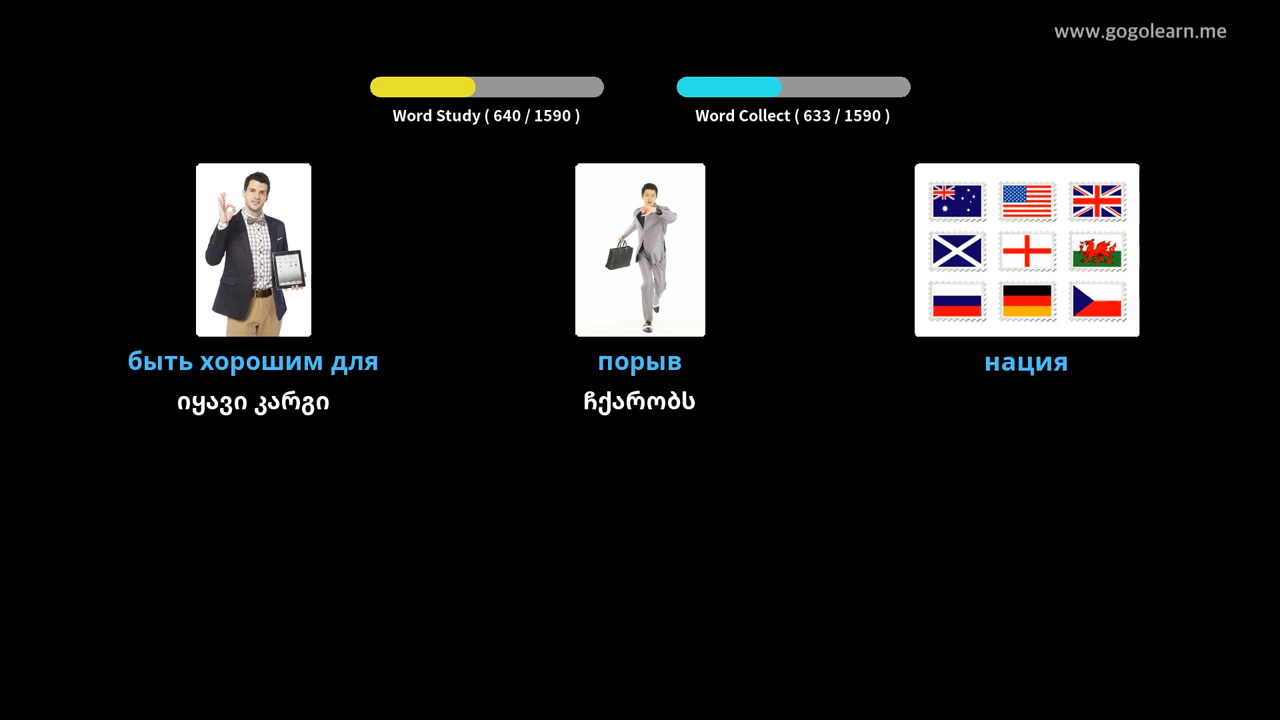 www.gogolearn.me
Word Study ( 640 / 1590 )
Word Collect ( 633 / 1590 )
быть хорошим для
იყავი კარგი
порыв
ჩქარობს
нация